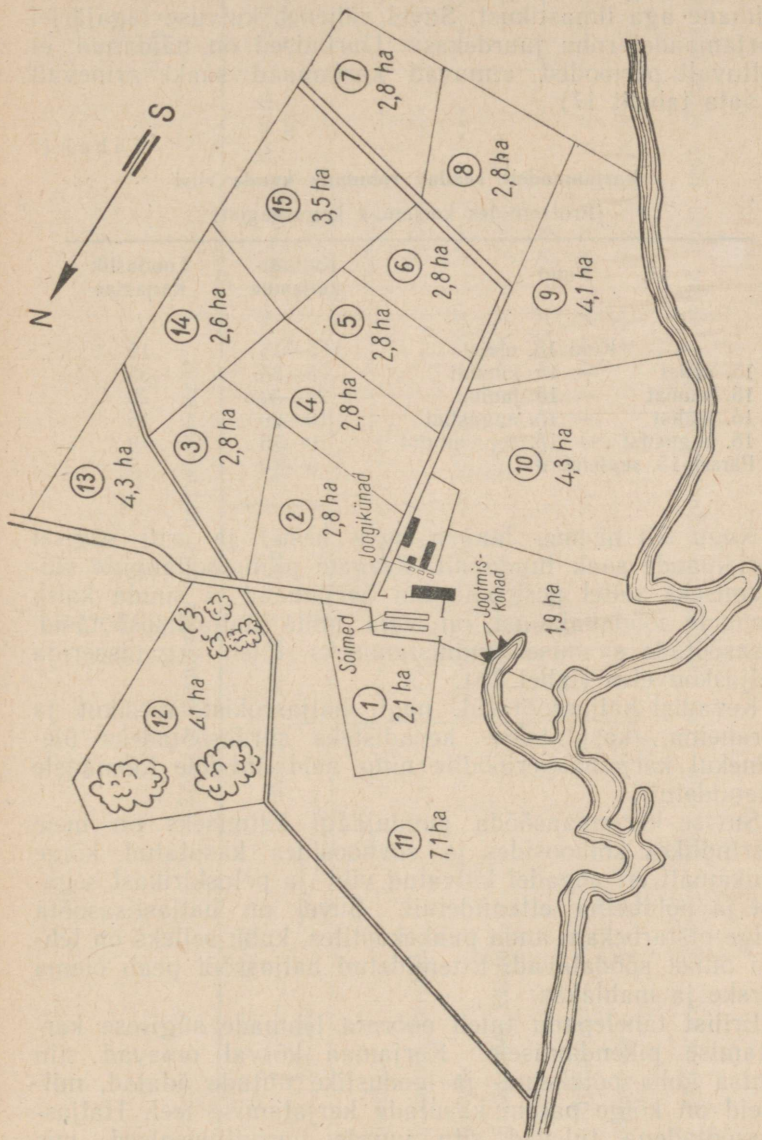 N
S
1
2,1 ha
2
2,8 ha
3
2,8 ha
4
2,8 ha
5
2,8 ha
6
2,8 ha
7
2,8 ha
8
2,8 ha
9
4,1 ha
10
4,3 ha
11
7,1 ha
12
41 ha
13
4,3 ha
14
2,6 ha
15
3,5 ha
1,9 ha
Sõimed
Joogikünad
Jootmis-
kohad